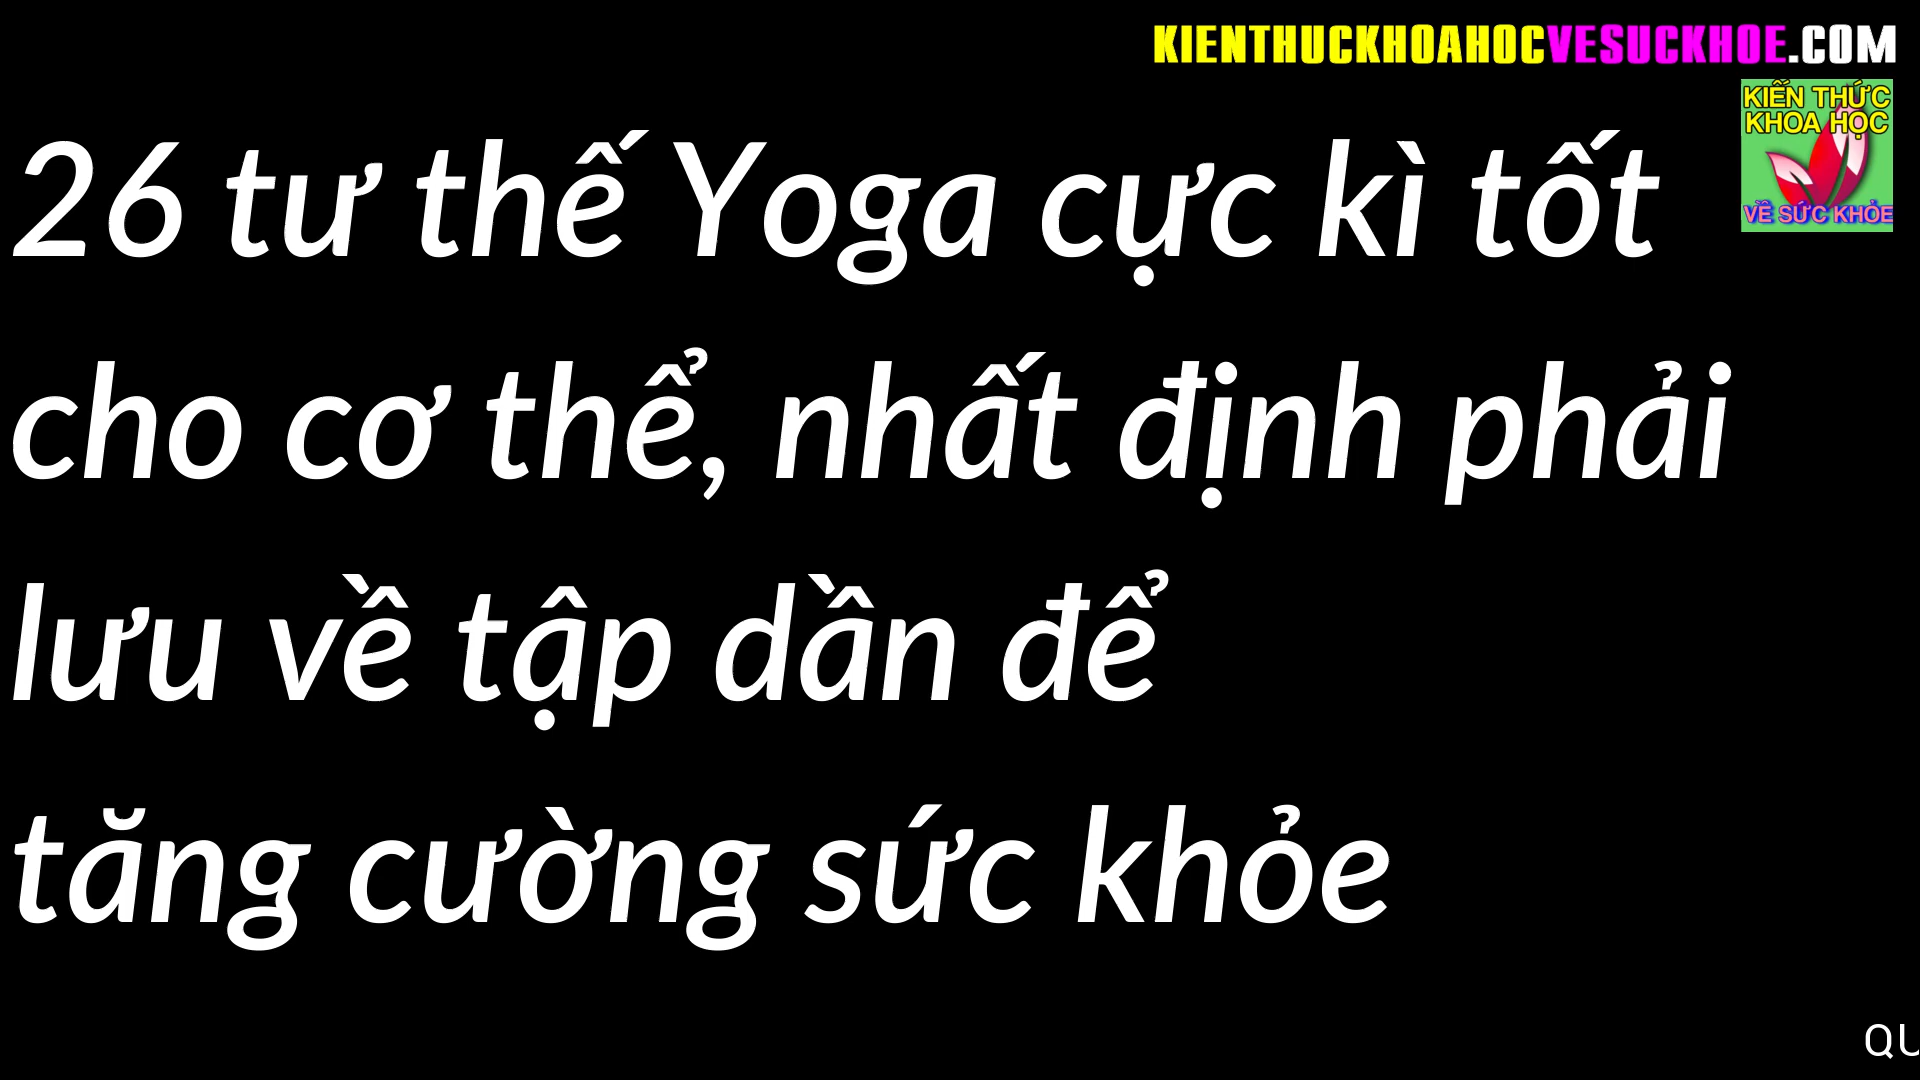 KIENTHUCKHOAHOCVESUCKHOE.COM
KIẾN THỨC
KHOA HỌC
VỀ SỨC KHỎE
26 tư thế Yoga cực kì tốt
cho cơ thể, nhất định phải
lưu về tập dần để
tăng cường sức khỏe
QU